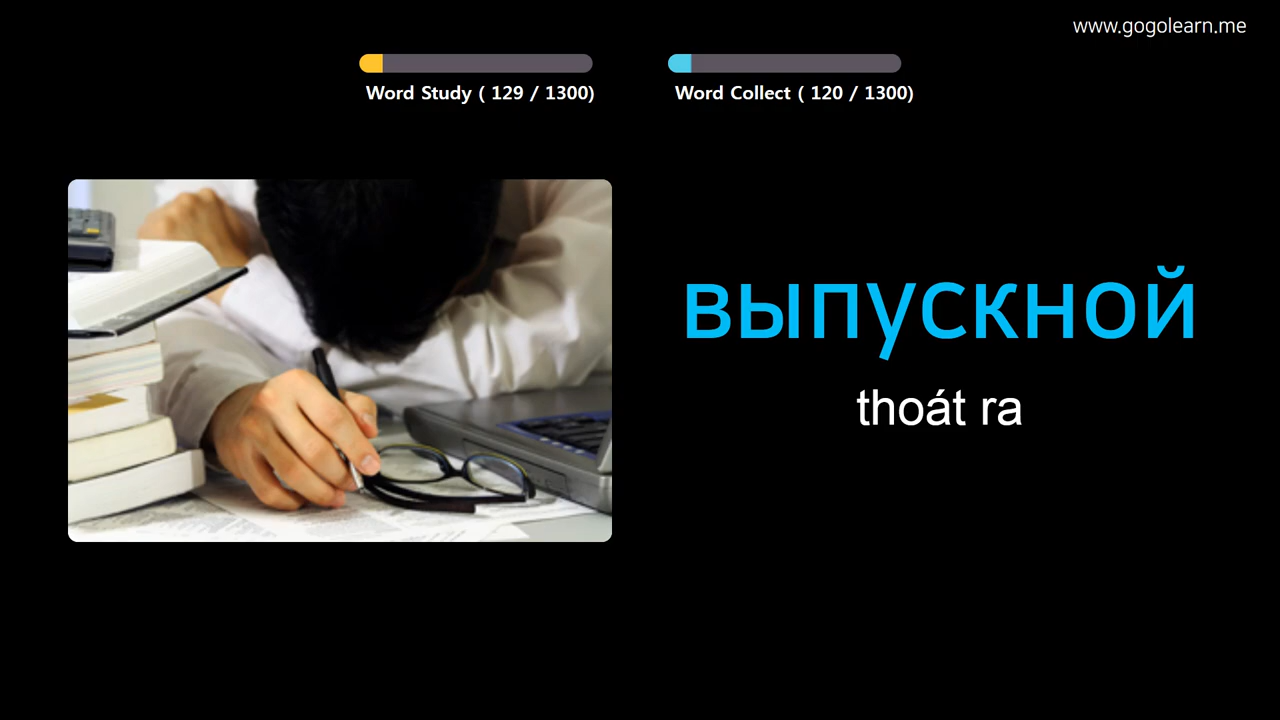 www.gogolearn.me
Word Study ( 129 / 1300)
Word Collect ( 120 / 1300)
выпускной
thoát ra